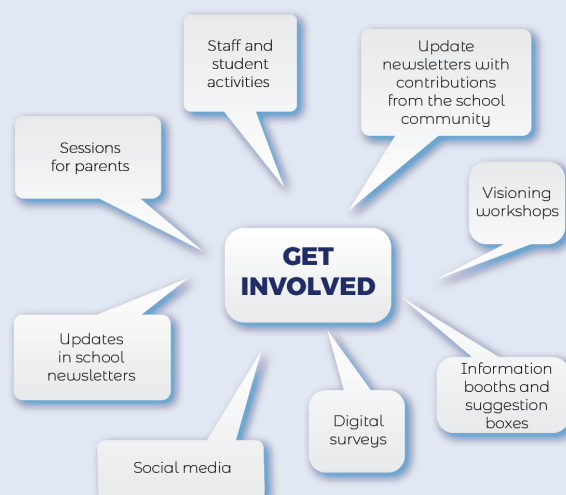 Staff and
student
activities
Update
newsletters with
contributions
from the school
community
Sessions
for parents
Visioning
workshops
GET
INVOLVED
Updates
in school
newsletters
Information
booths and
suggestion
boxes
Digital
surveys
Social media